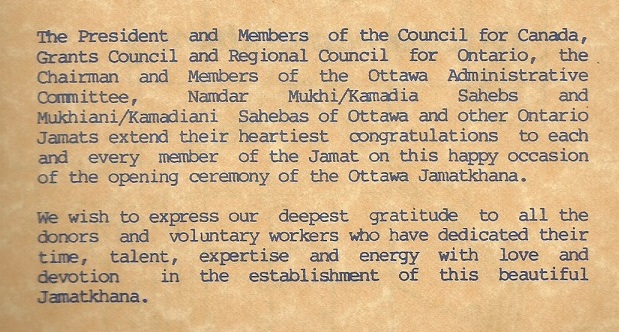 The President and Members of the Council for Canada,
Grants Council and Regional Council for Ontario, the
Chairman and Members of the Ottawa Administrative
Committee, Namdar Mukhi/Kamadia Sahebs and
Mukhiani/Kamadiani Sahebas of Ottawa and other Ontario
Jamats extend their heartiest congratulations to each
and every member of the Jamat on this happy occasion
of the opening ceremony of the Ottawa Jamatkhana.
We wish to express our deepest gratitude to all the
donors and voluntary workers who have dedicated their
time, talent, expertise and energy with love and
devotion in the establishment of this beautiful
Jamatkhana.